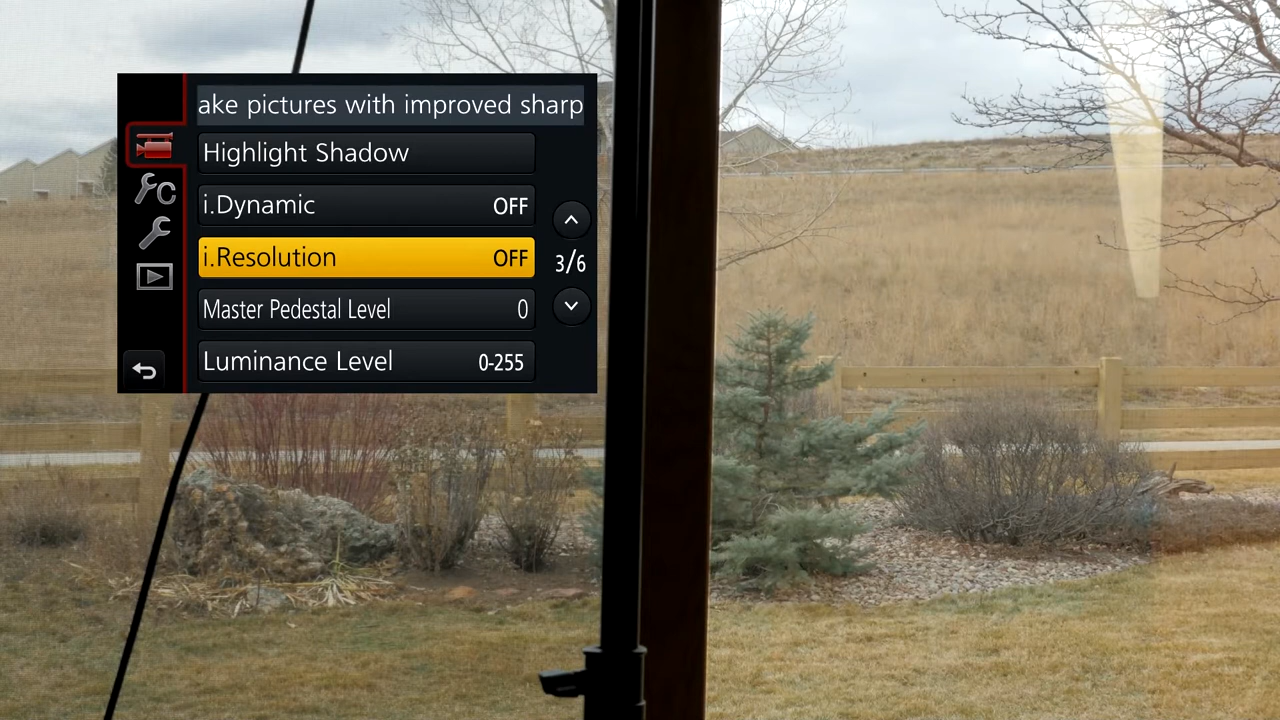 ake pictures with improved sharp
Highlight Shadow
i.Dynamic OFF
i.Resolution OFF
3/6
Master Pedestal Level 0
Luminance Level 0-255
C